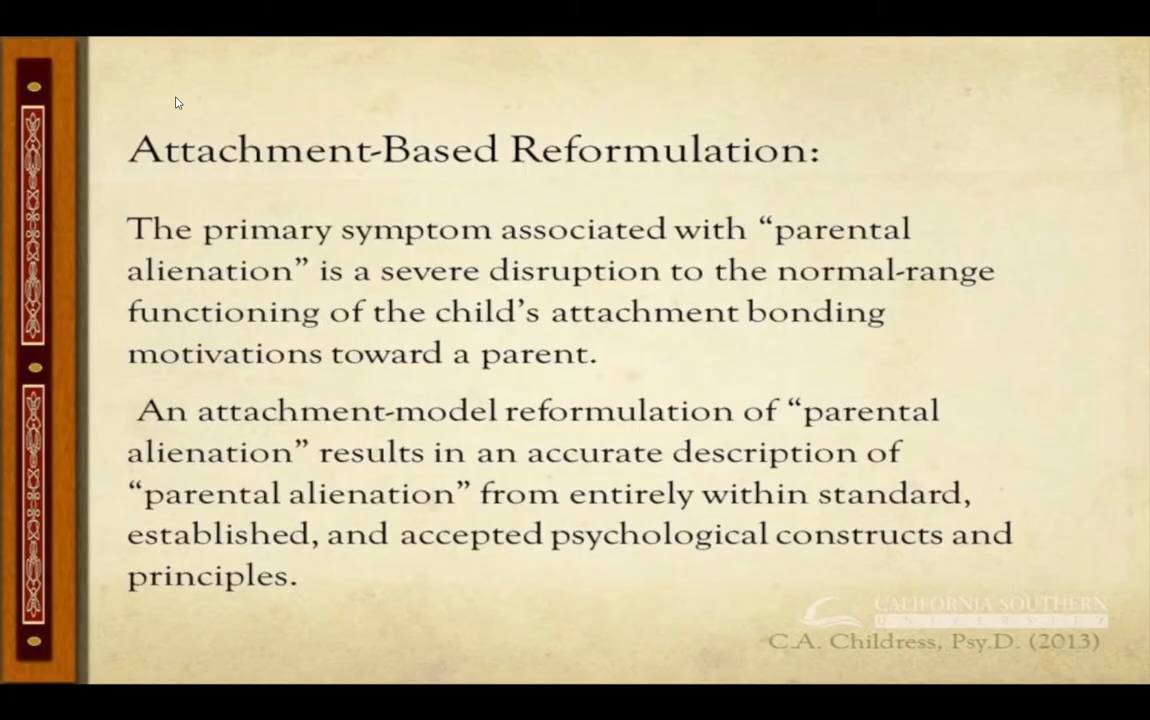 Attachment-Based Reformulation:
The primary symptom associated with “parental
alienation” is a severe disruption to the normal-range
functioning of the child’s attachment bonding
motivations toward a parent.
An attachment-model reformulation of “parental
alienation” results in an accurate description of
“parental alienation” from entirely within standard,
established, and accepted psychological constructs and
principles.
CALIFORNIA SOUTHERN
UNIVERSITY
C.A. Childress, Psy.D. (2013)